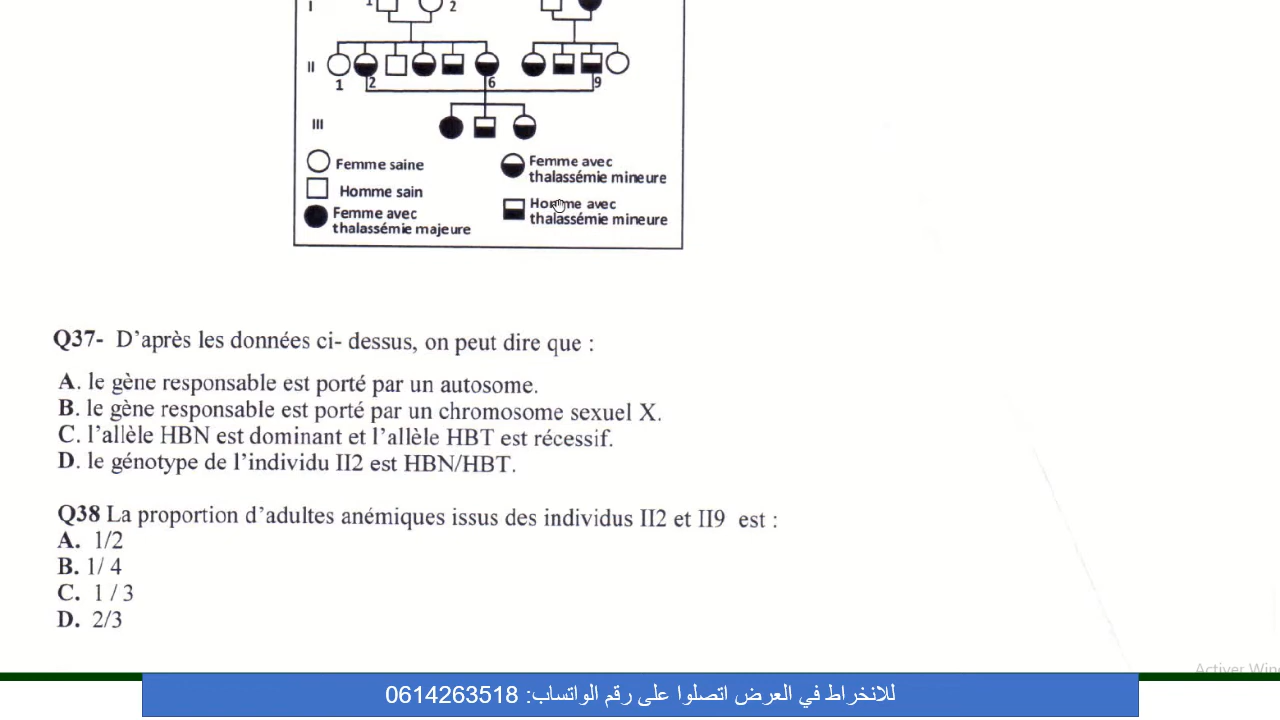 I 1 2
II
1 2 6 9
III
Femme saine
Homme sain
Femme avec
thalassémie majeure
Femme avec
thalassémie mineure
Homme avec
thalassémie mineure
Q37- D'après les données ci- dessus, on peut dire que :
A. le gène responsable est porté par un autosome.
B. le gène responsable est porté par un chromosome sexuel X.
C. l'allèle HBN est dominant et l'allèle HBT est récessif.
D. le génotype de l'individu II2 est HBN/HBT.
Q38 La proportion d'adultes anémiques issus des individus II2 et II9 est :
A. 1/2
B. 1/ 4
C. 1 / 3
D. 2/3
Activer Win
للانخراط في العرض اتصلوا على رقم الواتساب: 0614263518